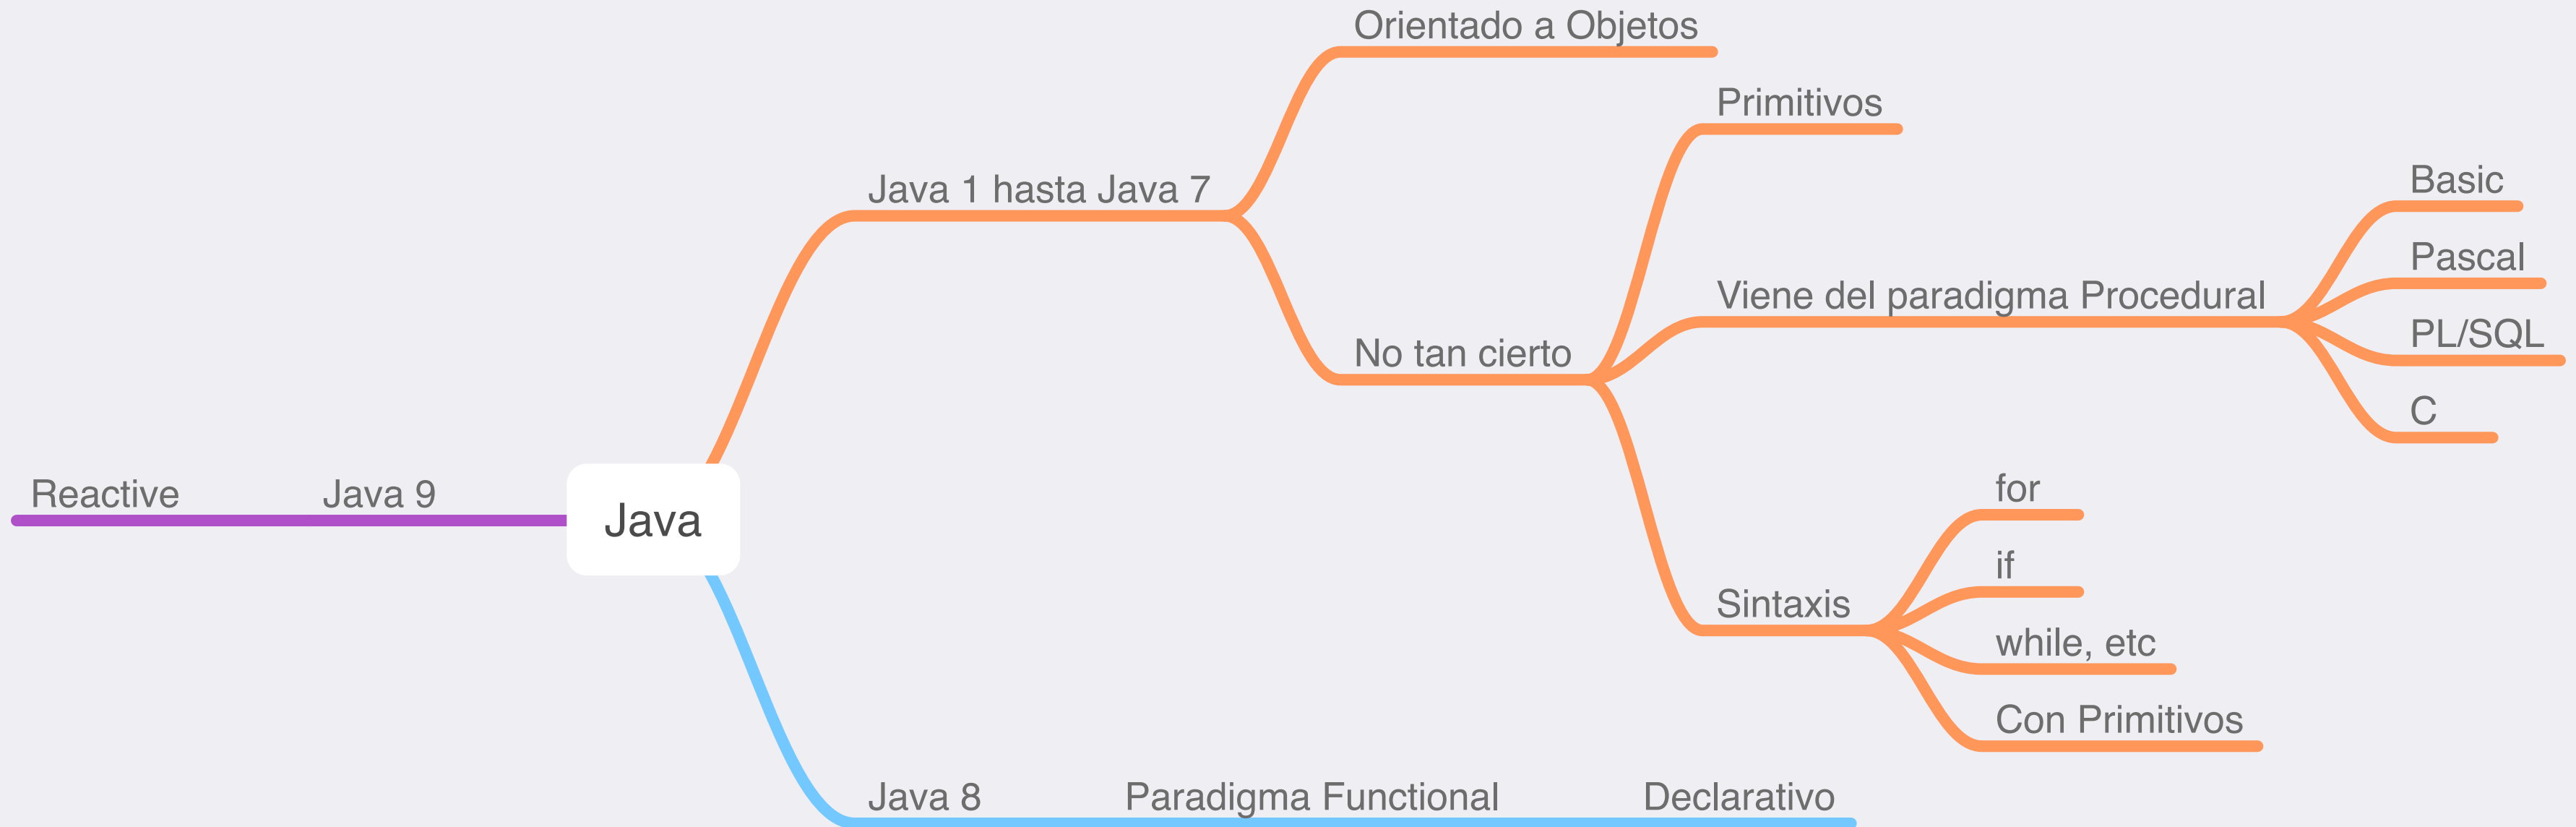 Java
Java 1 hasta Java 7
Orientado a Objetos
No tan cierto
Primitivos
Viene del paradigma Procedural
Basic
Pascal
PL/SQL
C
Sintaxis
for
if
while, etc
Con Primitivos
Java 8
Paradigma Functional
Declarativo
Java 9
Reactive